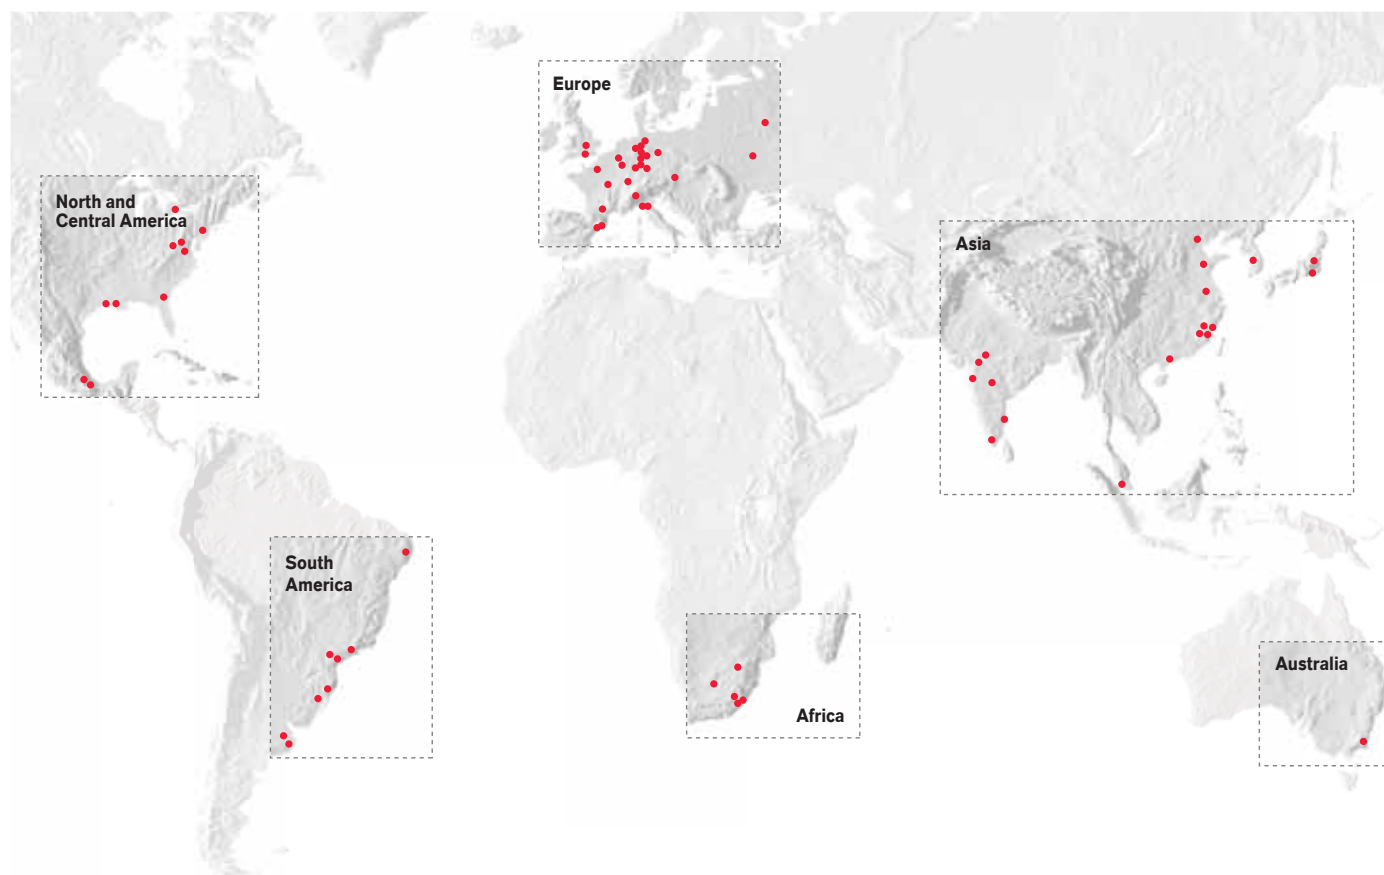 Europe
North and
Central America
Asia
South
America
Australia
Africa